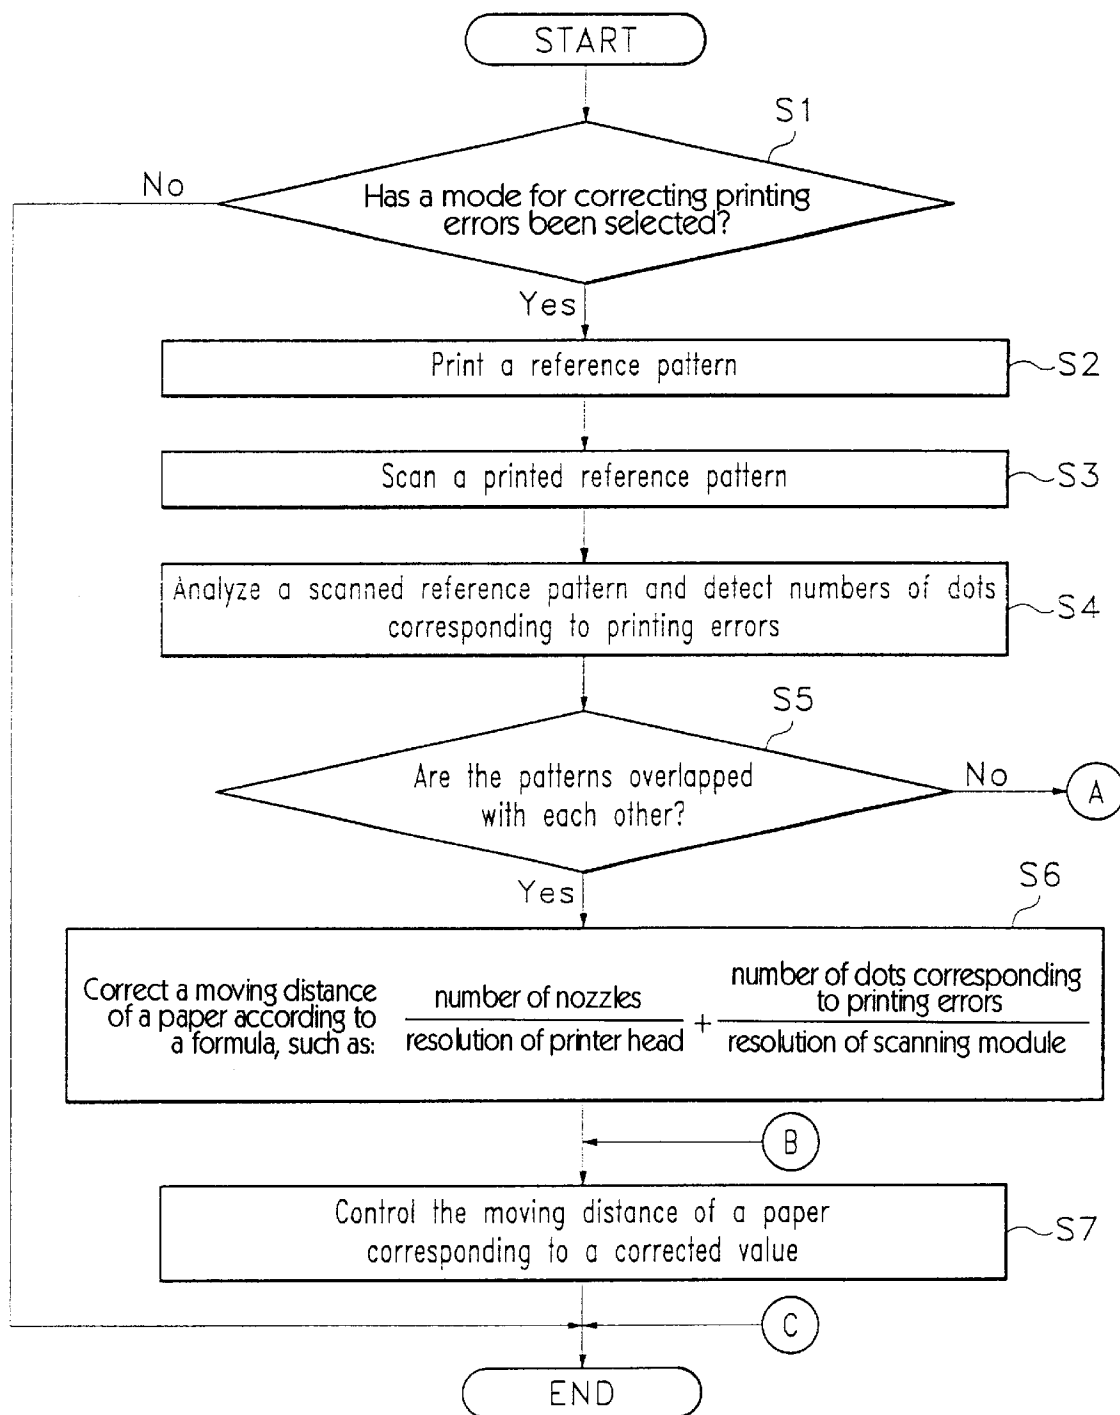 START
S1
No
Has a mode for correcting printing
errors been selected?
Yes
Print a reference pattern
S2
Scan a printed reference pattern
S3
Analyze a scanned reference pattern and detect numbers of dots
corresponding to printing errors
S4
S5
Are the patterns overlapped
with each other?
No
A
Yes
S6
Correct a moving distance
of a paper according to
a formula, such as:
number of nozzles
resolution of printer head
+
number of dots corresponding
to printing errors
resolution of scanning module
B
Control the moving distance of a paper
corresponding to a corrected value
S7
C
END